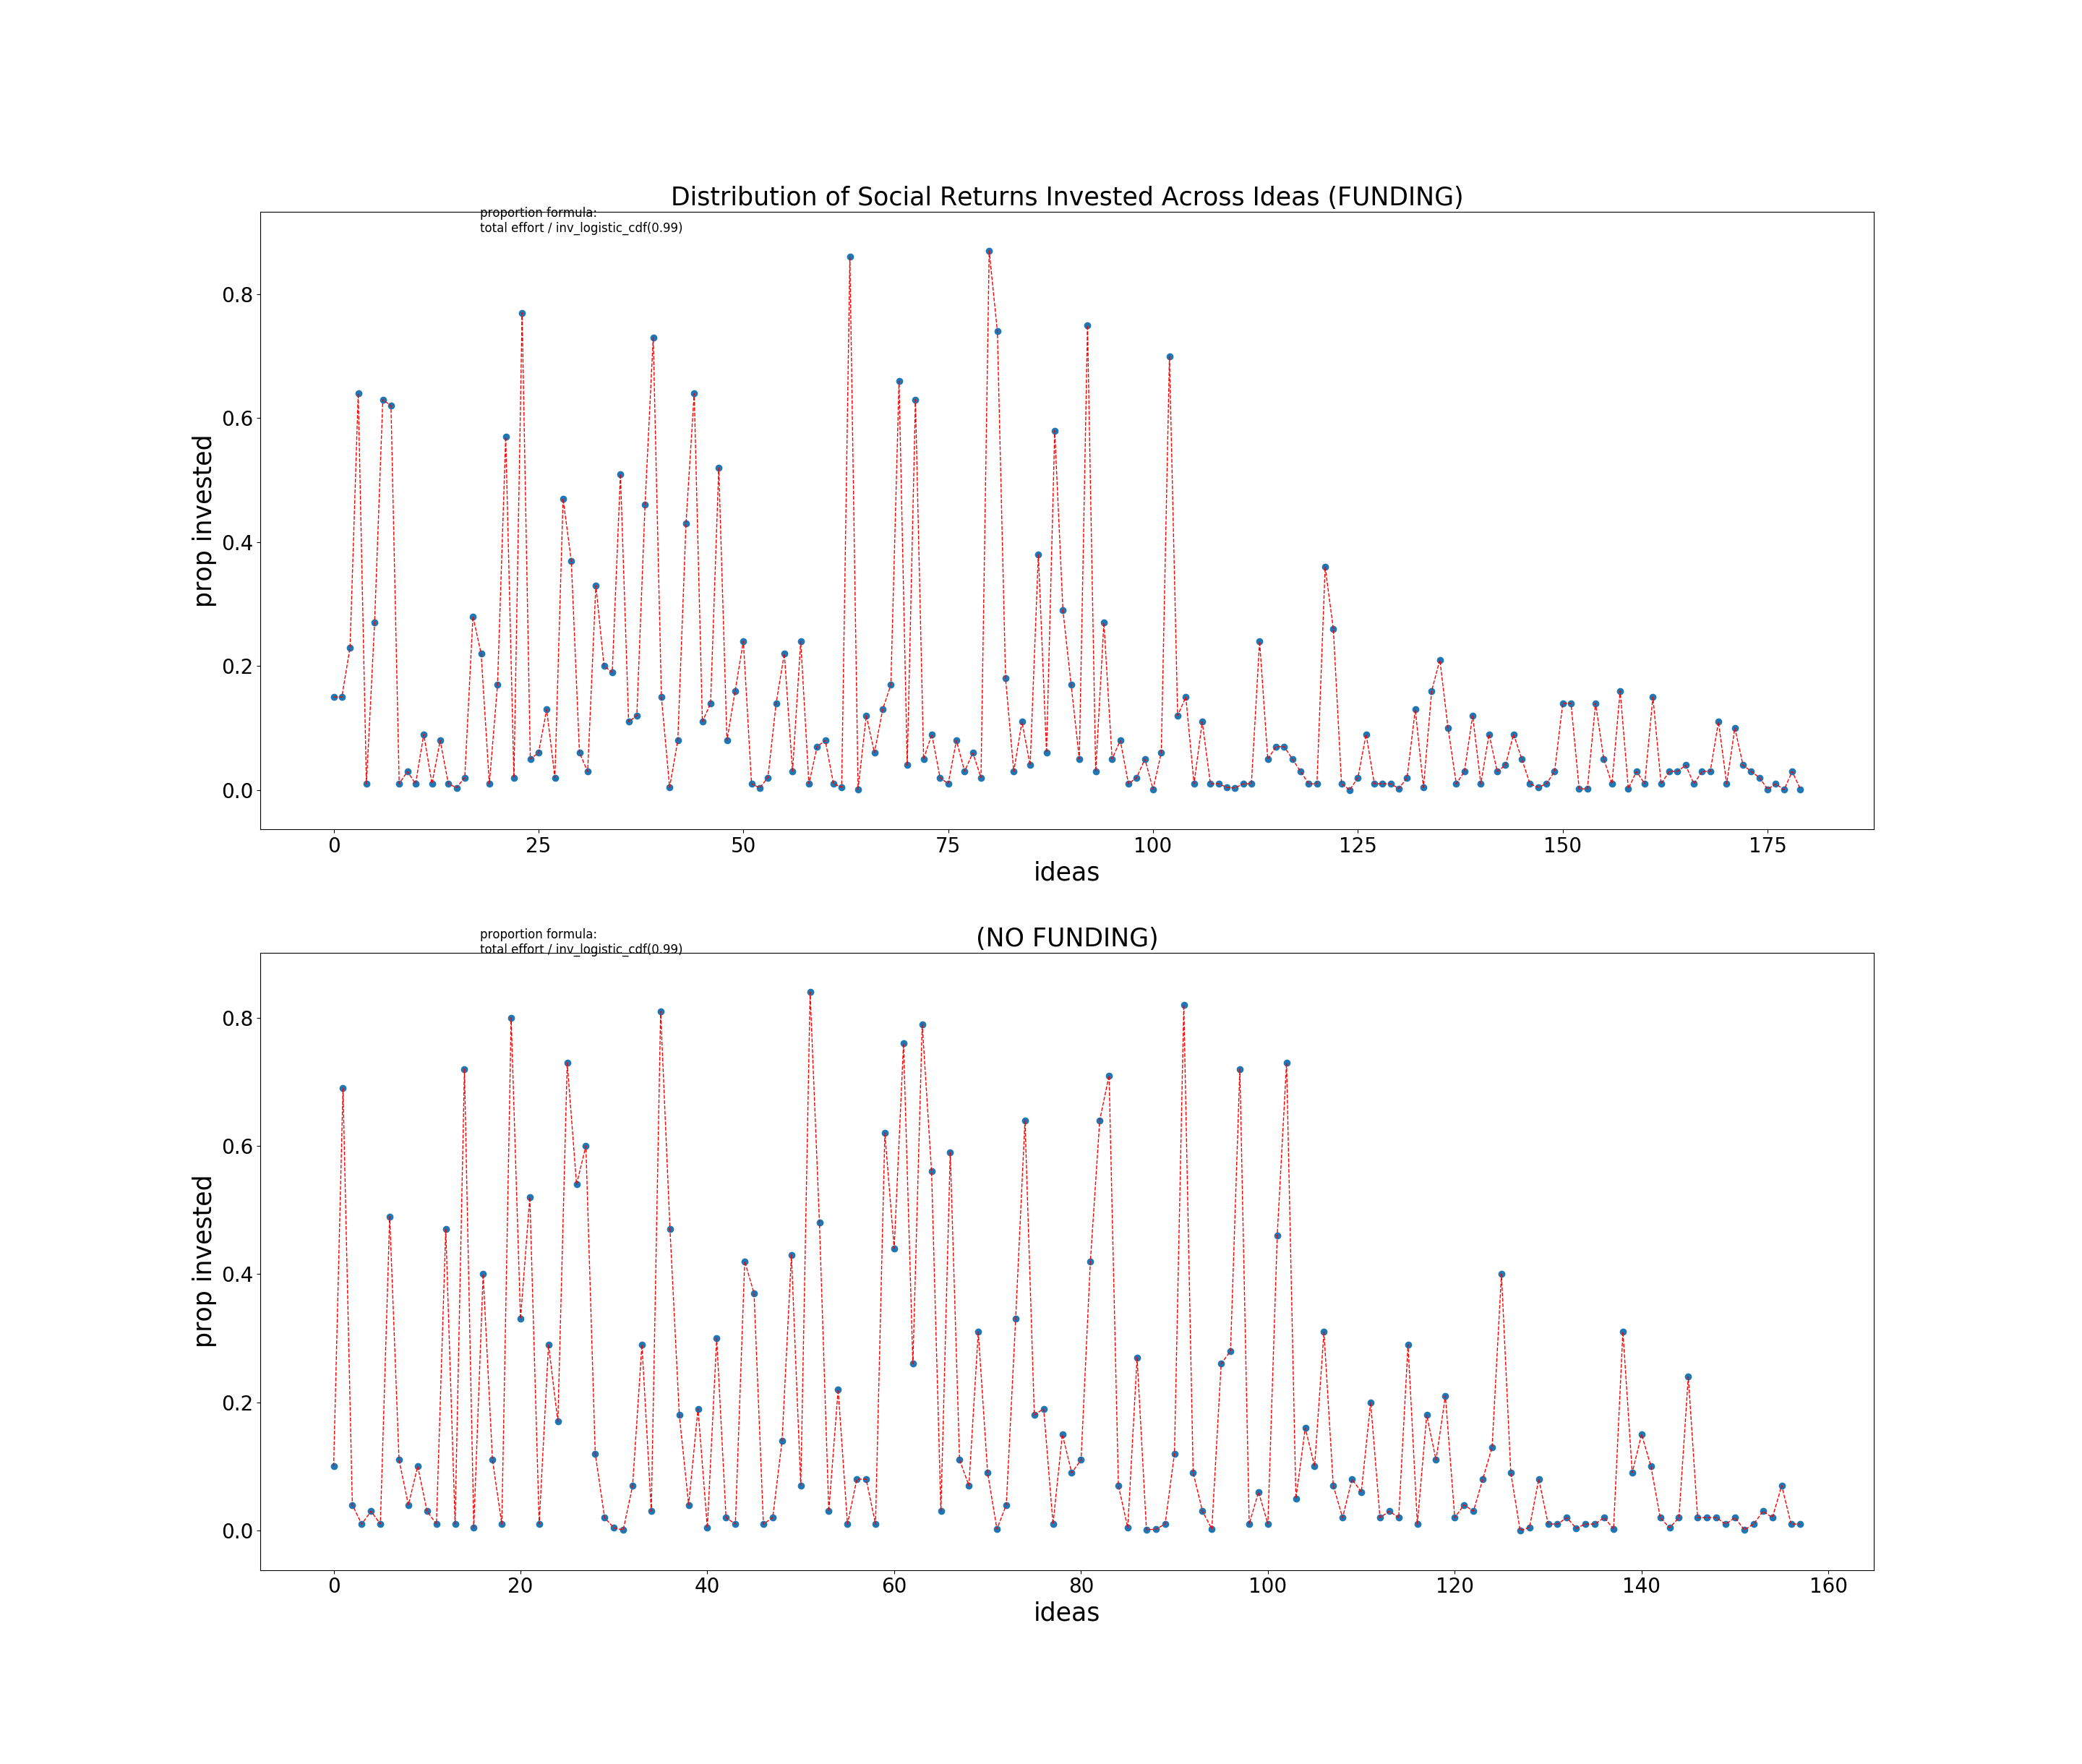 Distribution of Social Returns Invested Across Ideas (FUNDING)
proportion formula:
total effort / inv_logistic_cdf(0.99)
prop invested
0.8
0.6
0.4
0.2
0.0
0 25 50 75 100 125 150 175
ideas
(NO FUNDING)
proportion formula:
total effort / inv_logistic_cdf(0.99)
prop invested
0.8
0.6
0.4
0.2
0.0
0 20 40 60 80 100 120 140 160
ideas